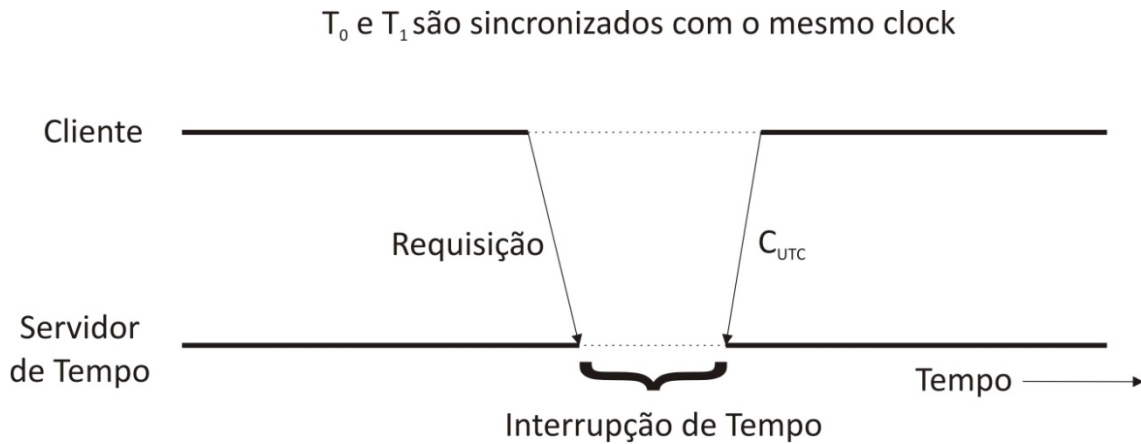 T₀ e T₁ são sincronizados com o mesmo clock
Cliente
Requisição
C_UTC
Servidor
de Tempo
Tempo
Interrupção de Tempo